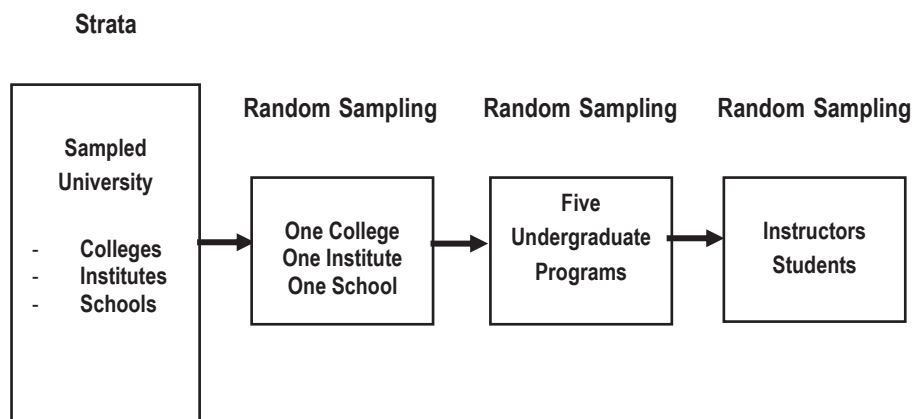 Strata
Random Sampling
Random Sampling
Random Sampling
Sampled
University
- Colleges
- Institutes
- Schools
One College
One Institute
One School
Five
Undergraduate
Programs
Instructors
Students